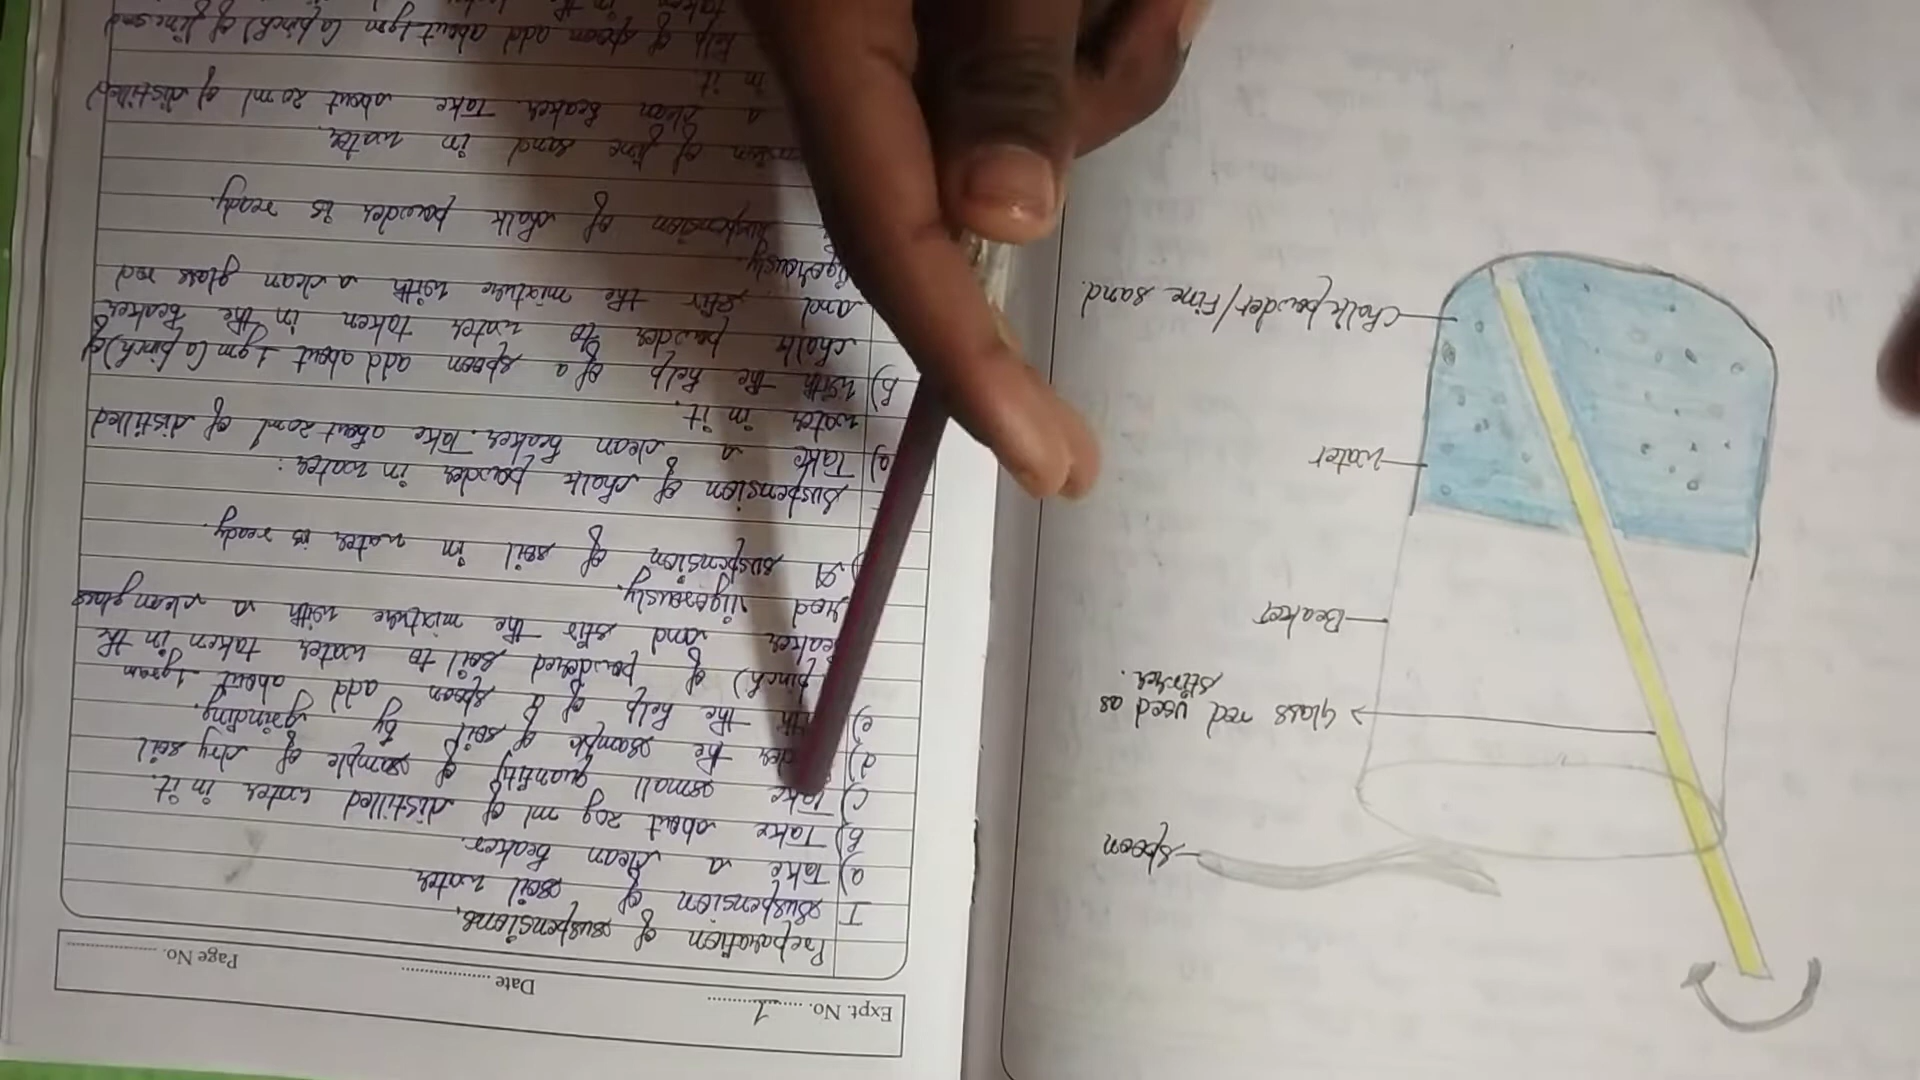 Expt. No. 1
Date
Page No.
Preparation of suspensions.
I suspension of soil water
a) Take a clean Beaker.
b) Take about 20g ml of distilled water in it.
c) Take small quantity of sample of dry soil
d) the sample of soil by grinding.
e) the help of a spoon add about 1gram
pinch) of powdered soil to water taken in the
Beaker and stir the mixture with a clean glass
rod vigorously.
A suspension of soil in water is ready.
suspension of chalk powder in water:
a) Take a clean beaker. Take about 20ml of distilled
water in it.
b) with the help of a spoon add about 1gm (a pinch) of
chalk powder to water taken in the Beaker
and stir the mixture with a clean glass rod
vigorously.
suspension of chalk powder is ready.
of fine sand in water.
a clean Beaker. Take about 20 ml of distilled
in it.
help of spoon add about 1gm (a pinch) of fine sand
taken in the
spoon
Glass rod used as
stirrer.
Beaker
water
Chalk powder/Fine sand.